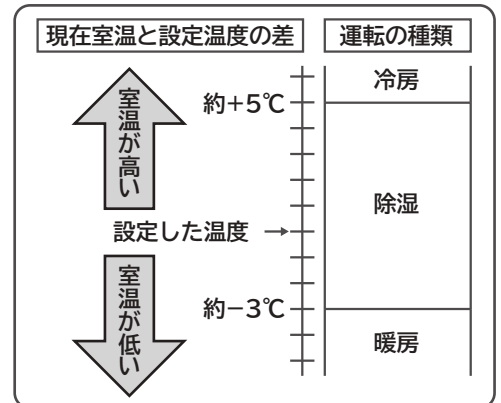 現在室温と設定温度の差
運転の種類
室温が高い
約+5℃
冷房
除湿
設定した温度→
室温が低い
約−3℃
暖房